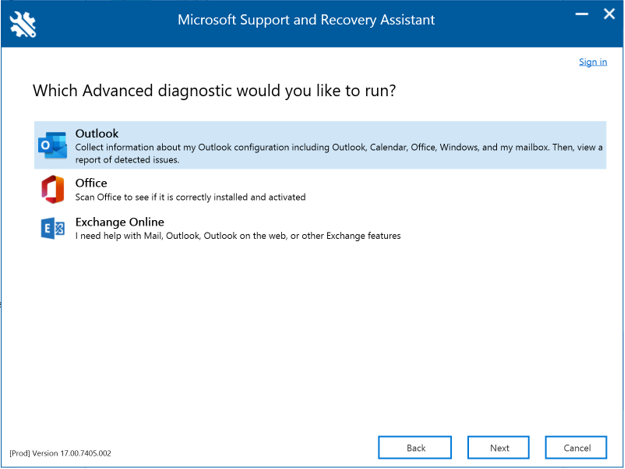 Microsoft Support and Recovery Assistant
Sign in
Which Advanced diagnostic would you like to run?
Outlook
Collect information about my Outlook configuration including Outlook, Calendar, Office, Windows, and my mailbox. Then, view a
report of detected issues.
Office
Scan Office to see if it is correctly installed and activated
Exchange Online
I need help with Mail, Outlook, Outlook on the web, or other Exchange features
[Prod] Version 17.00.7405.002
Back
Next
Cancel